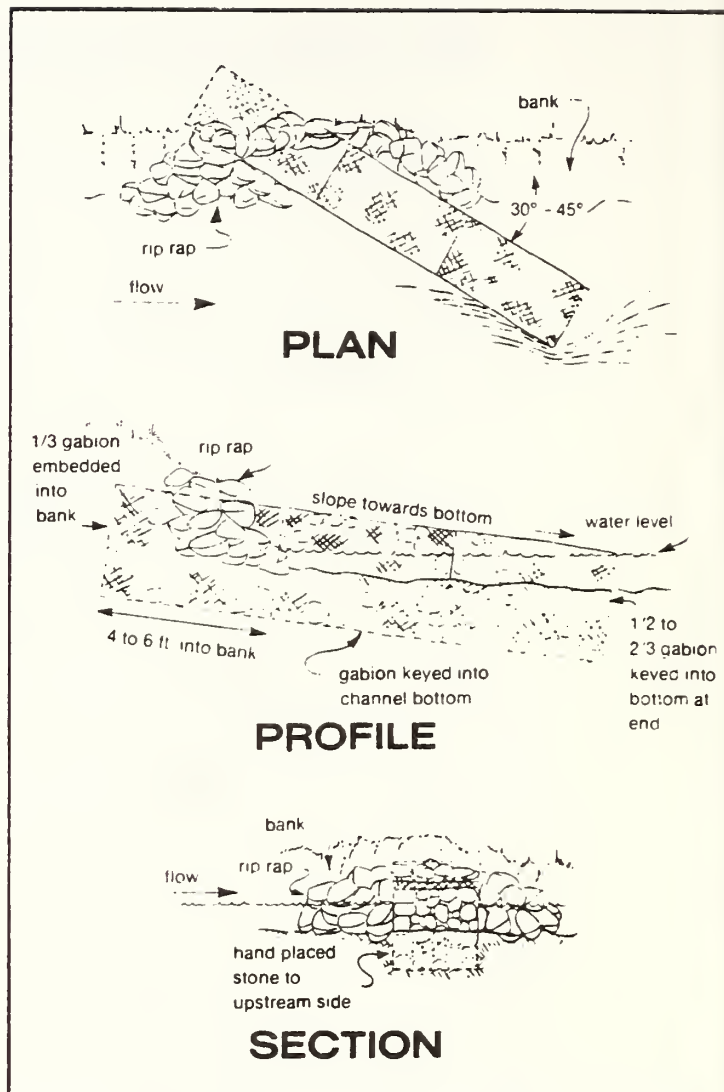 bank
30° - 45°
rip rap
flow
PLAN
1/3 gabion
embedded
into
bank
rip rap
slope towards bottom
water level
4 to 6 ft into bank
gabion keyed into
channel bottom
1/2 to
2/3 gabion
keyed into
bottom at
end
PROFILE
bank
rip rap
flow
hand placed
stone to
upstream side
SECTION